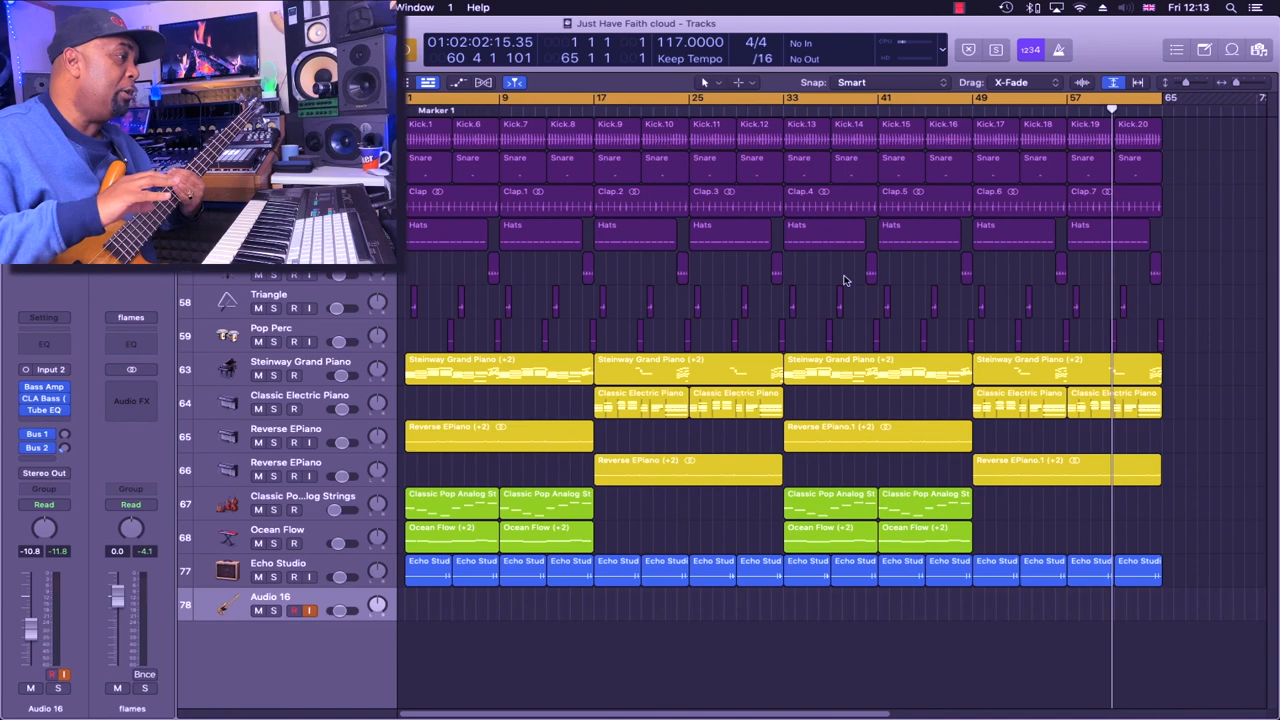 Window 1 Help
Fri 12:13
Just Have Faith cloud - Tracks
01:02:02:15.35 1 1 1 1 117.0000 4/4 No In CPU
60 4 1 101 65 1 1 1 Keep Tempo /16 No Out
1234
Snap: Smart Drag: X-Fade
1 9 17 25 33 41 49 57 65
Marker 1
Kick.1 Kick.6 Kick.7 Kick.8 Kick.9 Kick.10 Kick.11 Kick.12 Kick.13 Kick.14 Kick.15 Kick.16 Kick.17 Kick.18 Kick.19 Kick.20
Snare Snare Snare Snare Snare Snare Snare Snare Snare Snare Snare Snare Snare Snare Snare Snare
Clap Clap.1 Clap.2 Clap.3 Clap.4 Clap.5 Clap.6 Clap.7
Hats Hats Hats Hats Hats Hats Hats Hats
M S R I
58 Triangle
M S R I
59 Pop Perc
M S R I
63 Steinway Grand Piano
M S R
Steinway Grand Piano (+2) Steinway Grand Piano (+2) Steinway Grand Piano (+2) Steinway Grand Piano (+2)
64 Classic Electric Piano
M S R
Classic Electric Piano Classic Electric Piano Classic Electric Piano Classic Electric Piano
65 Reverse EPiano
M S R I
Reverse EPiano (+2) Reverse EPiano.1 (+2)
66 Reverse EPiano
M S R I
Reverse EPiano (+2) Reverse EPiano.1 (+2)
67 Classic Po...log Strings
M S R I
Classic Pop Analog St Classic Pop Analog St Classic Pop Analog St Classic Pop Analog St
68 Ocean Flow
M S R
Ocean Flow (+2) Ocean Flow (+2) Ocean Flow (+2) Ocean Flow (+2)
77 Echo Studio
M S R I
Echo Stud Echo Stud Echo Stud Echo Stud Echo Stud Echo Stud Echo Stud Echo Stud Echo Stud Echo Stud Echo Stud Echo Stud Echo Stud Echo Stud Echo Stud Echo Stud
78 Audio 16
M S R I
Setting flames
EQ EQ
Input 2
Bass Amp
CLA Bass (
Tube EQ
Audio FX
Bus 1
Bus 2
Stereo Out
Group Group
Read Read
-10.8 -11.8 0.0 -4.1
R I Bnce
M S M S
Audio 16 flames